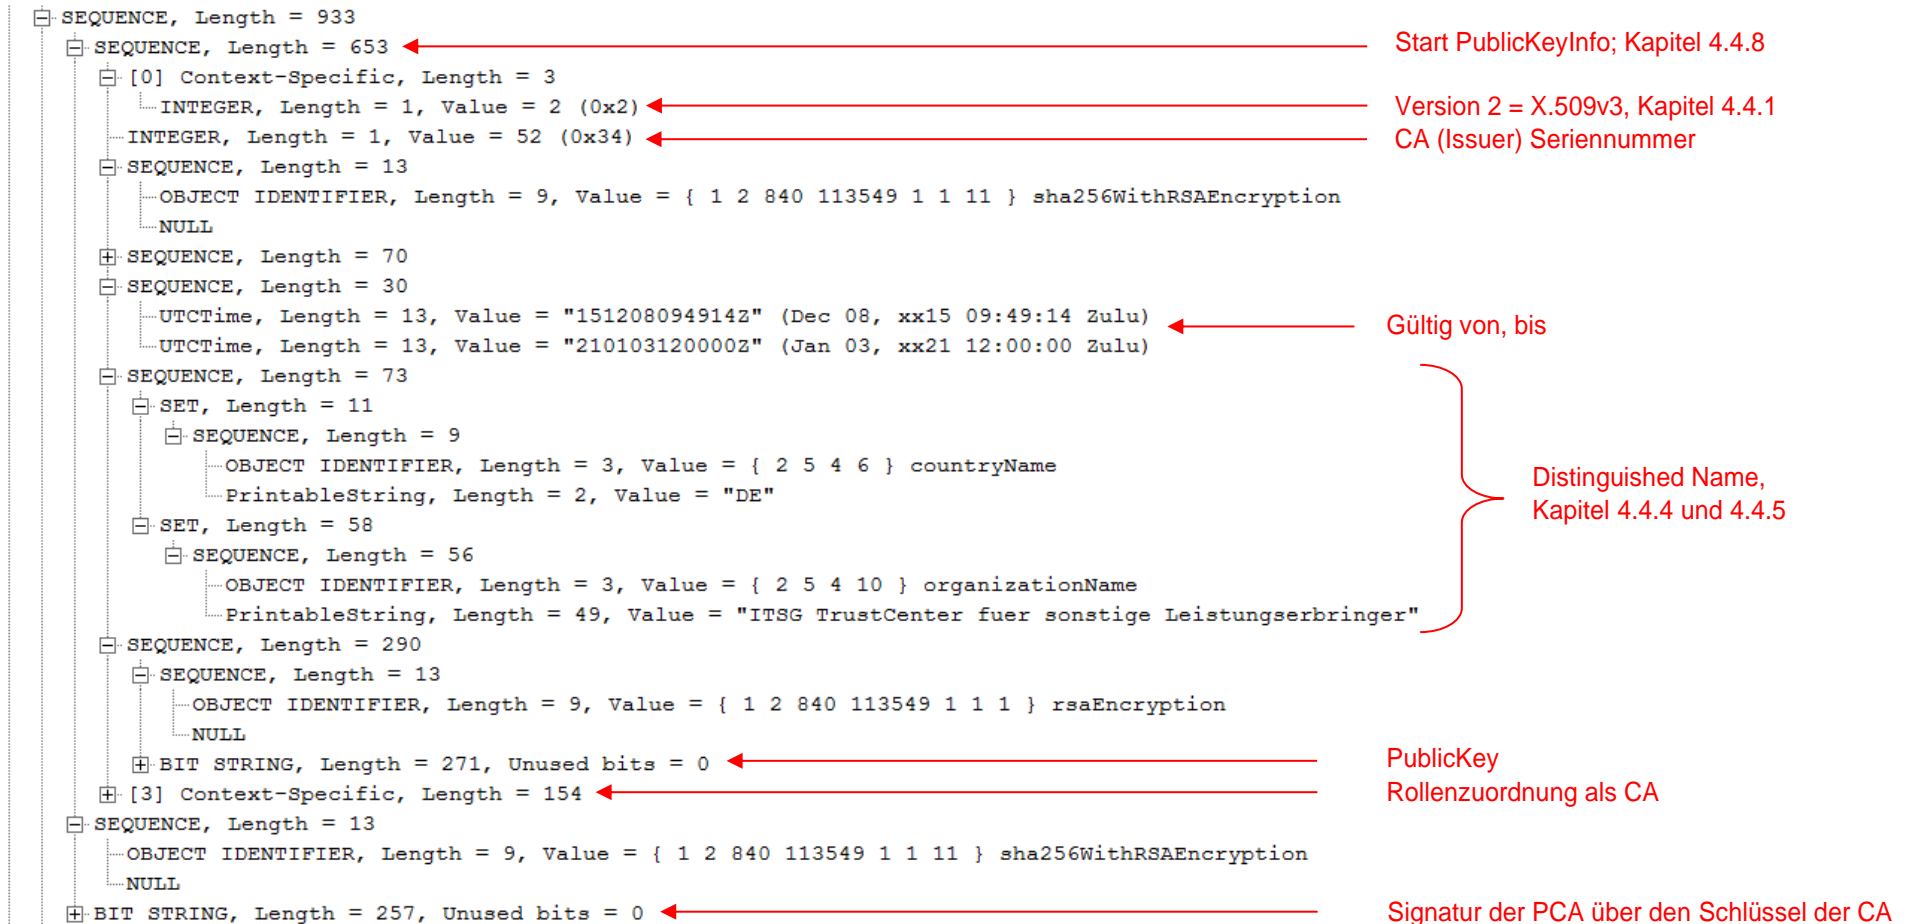 SEQUENCE, Length = 933
SEQUENCE, Length = 653 Start PublicKeyInfo; Kapitel 4.4.8
[0] Context-Specific, Length = 3
INTEGER, Length = 1, Value = 2 (0x2) Version 2 = X.509v3, Kapitel 4.4.1
INTEGER, Length = 1, Value = 52 (0x34) CA (Issuer) Seriennummer
SEQUENCE, Length = 13
OBJECT IDENTIFIER, Length = 9, Value = { 1 2 840 113549 1 1 11 } sha256WithRSAEncryption
NULL
SEQUENCE, Length = 70
SEQUENCE, Length = 30
UTCTime, Length = 13, Value = "151208094914Z" (Dec 08, xx15 09:49:14 Zulu)
Gültig von, bis
UTCTime, Length = 13, Value = "210103120000Z" (Jan 03, xx21 12:00:00 Zulu)
SEQUENCE, Length = 73
SET, Length = 11
SEQUENCE, Length = 9
OBJECT IDENTIFIER, Length = 3, Value = { 2 5 4 6 } countryName
PrintableString, Length = 2, Value = "DE"
Distinguished Name,
Kapitel 4.4.4 und 4.4.5
SET, Length = 58
SEQUENCE, Length = 56
OBJECT IDENTIFIER, Length = 3, Value = { 2 5 4 10 } organizationName
PrintableString, Length = 49, Value = "ITSG TrustCenter fuer sonstige Leistungserbringer"
SEQUENCE, Length = 290
SEQUENCE, Length = 13
OBJECT IDENTIFIER, Length = 9, Value = { 1 2 840 113549 1 1 1 } rsaEncryption
NULL
BIT STRING, Length = 271, Unused bits = 0 PublicKey
[3] Context-Specific, Length = 154 Rollenzuordnung als CA
SEQUENCE, Length = 13
OBJECT IDENTIFIER, Length = 9, Value = { 1 2 840 113549 1 1 11 } sha256WithRSAEncryption
NULL
BIT STRING, Length = 257, Unused bits = 0 Signatur der PCA über den Schlüssel der CA